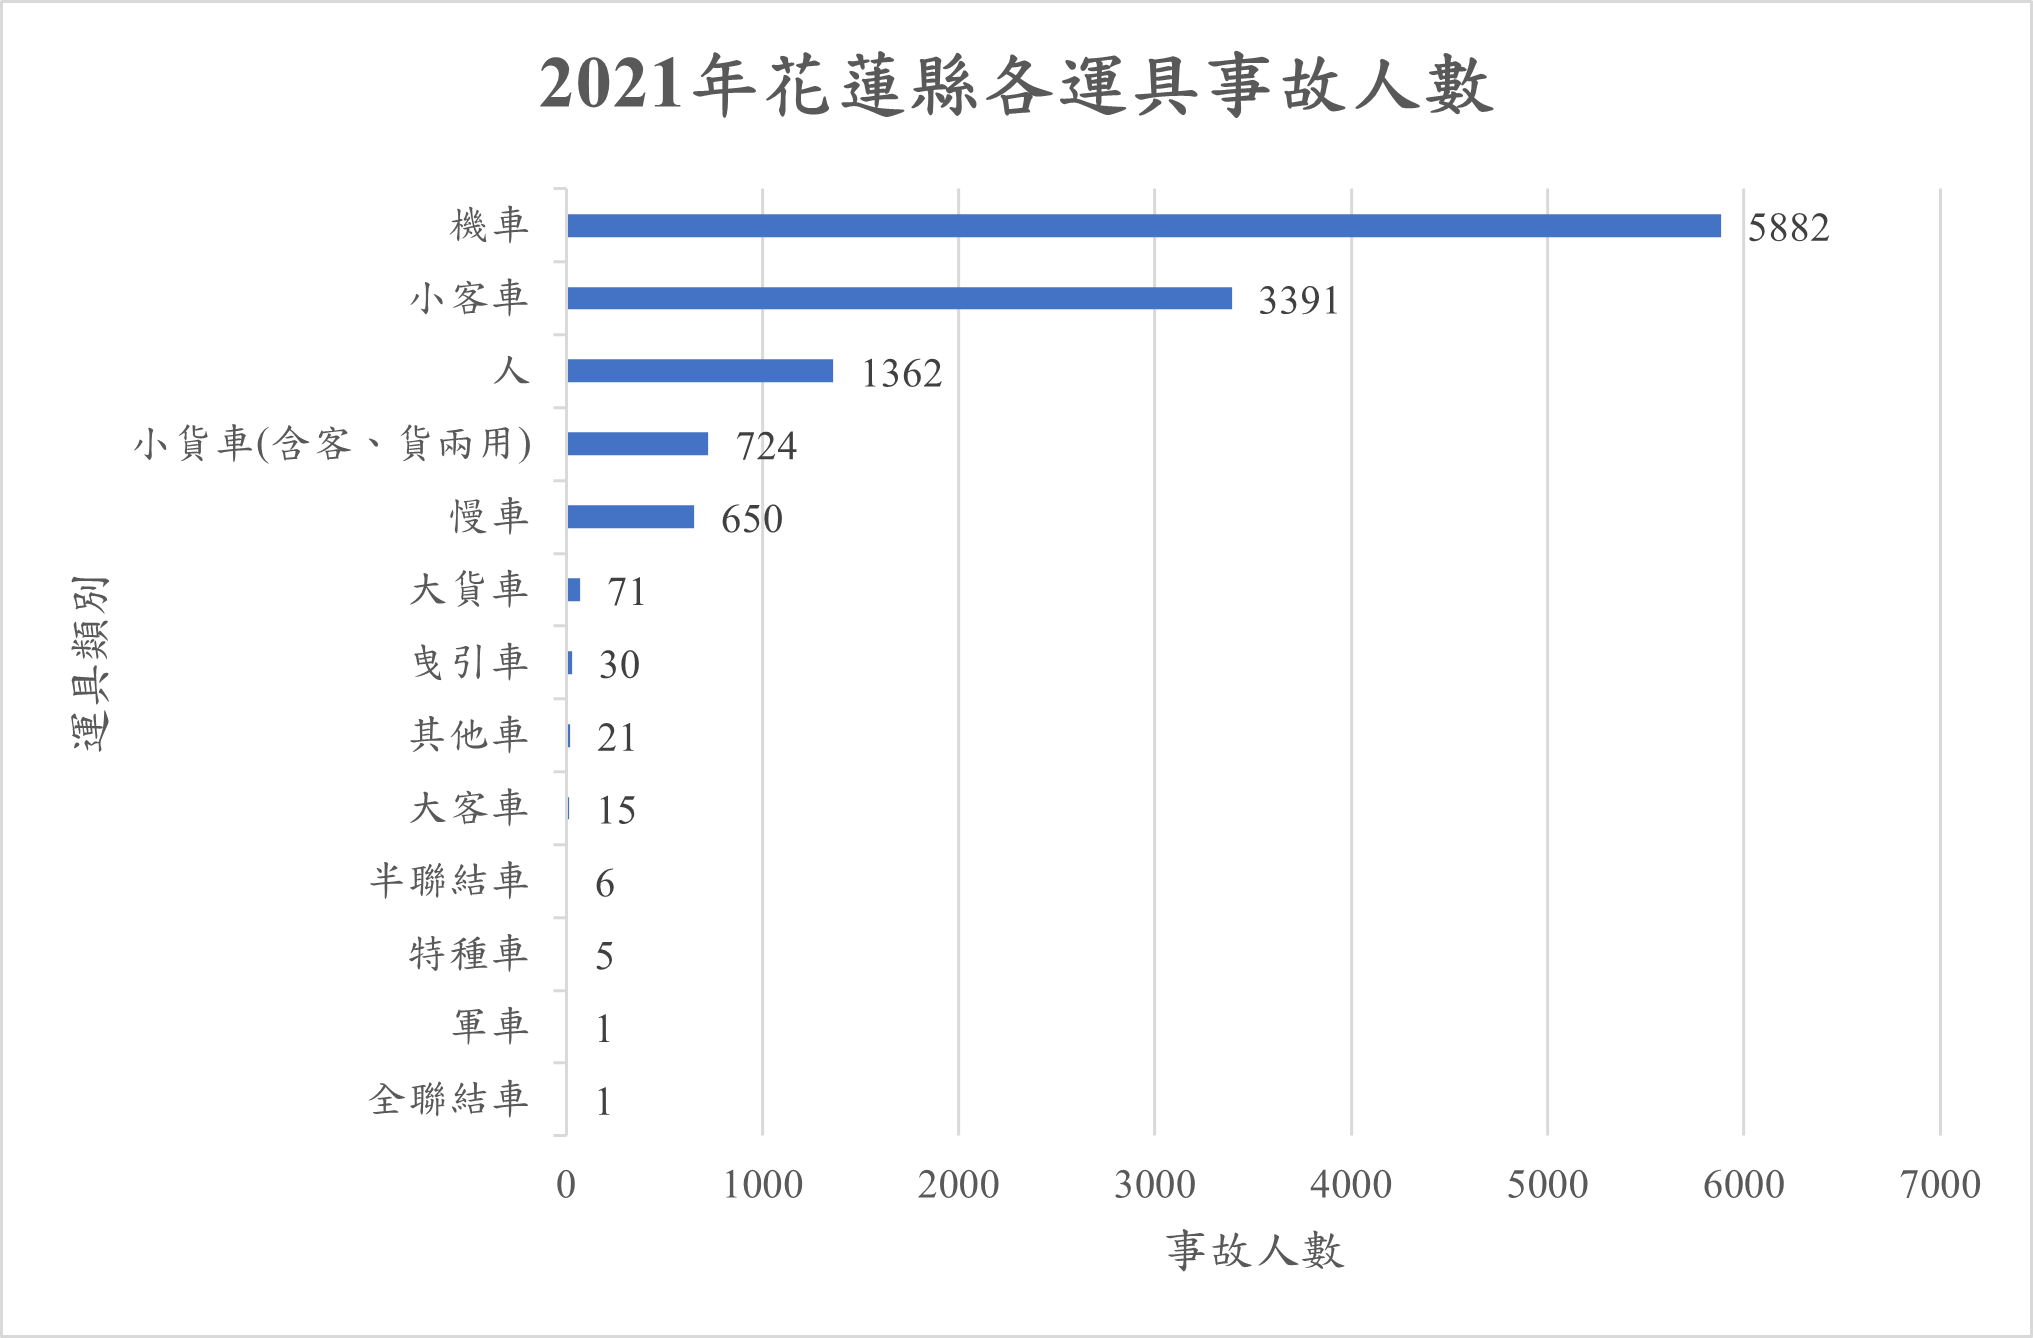 2021年花蓮縣各運具事故人數
運具類別
機車 5882
小客車 3391
人 1362
小貨車(含客、貨兩用) 724
慢車 650
大貨車 71
曳引車 30
其他車 21
大客車 15
半聯結車 6
特種車 5
軍車 1
全聯結車 1
0 1000 2000 3000 4000 5000 6000 7000
事故人數